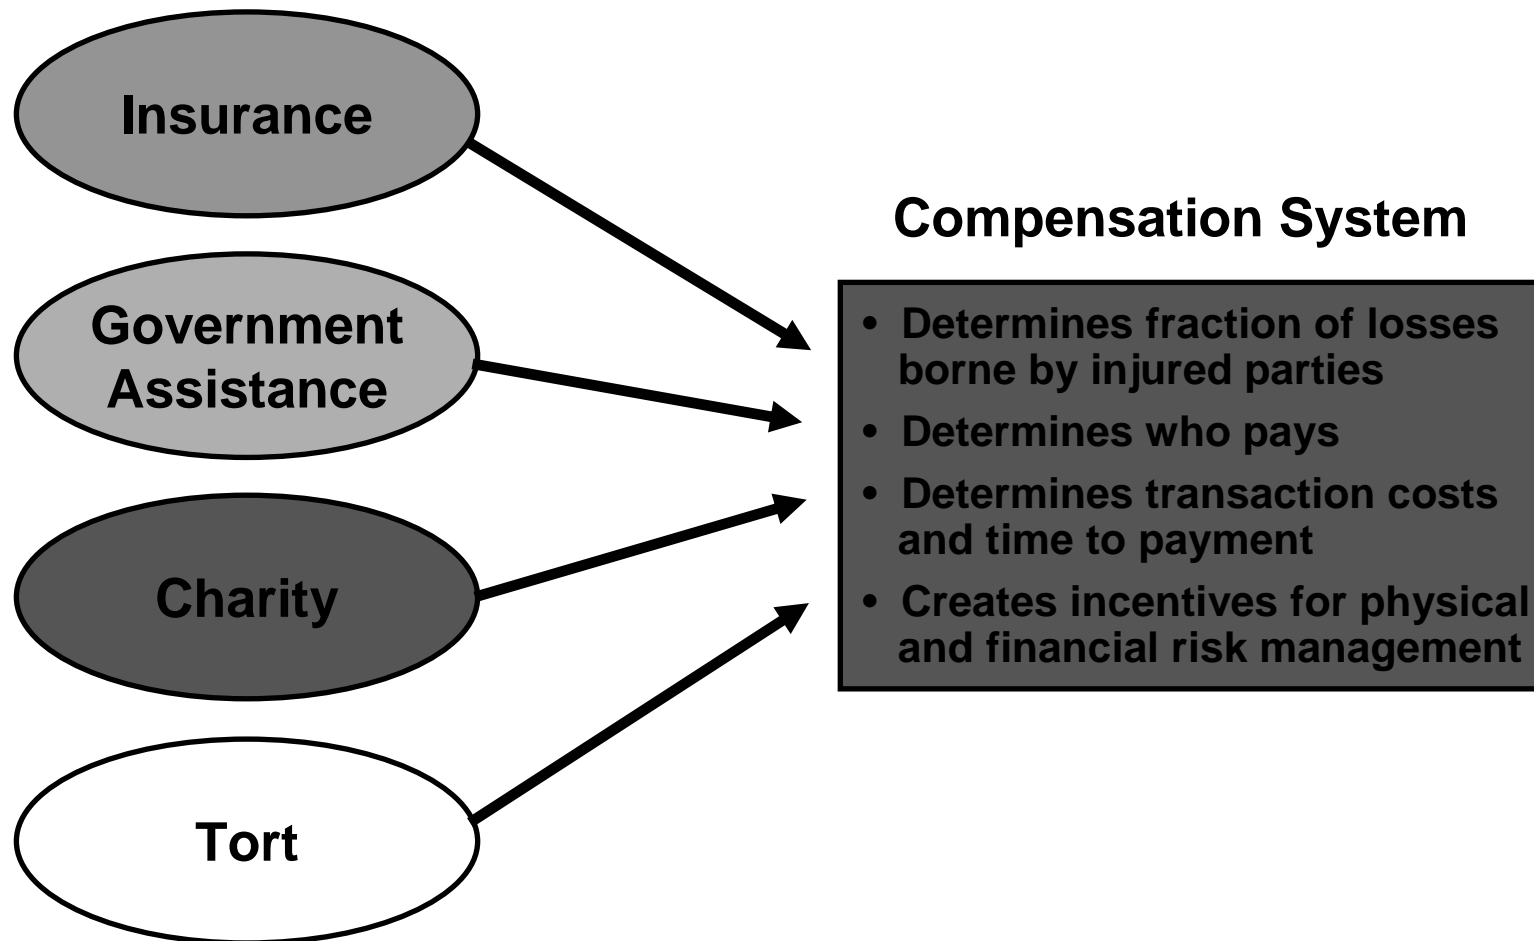 Insurance
Government
Assistance
Charity
Tort
Compensation System
• Determines fraction of losses
borne by injured parties
• Determines who pays
• Determines transaction costs
and time to payment
• Creates incentives for physical
and financial risk management